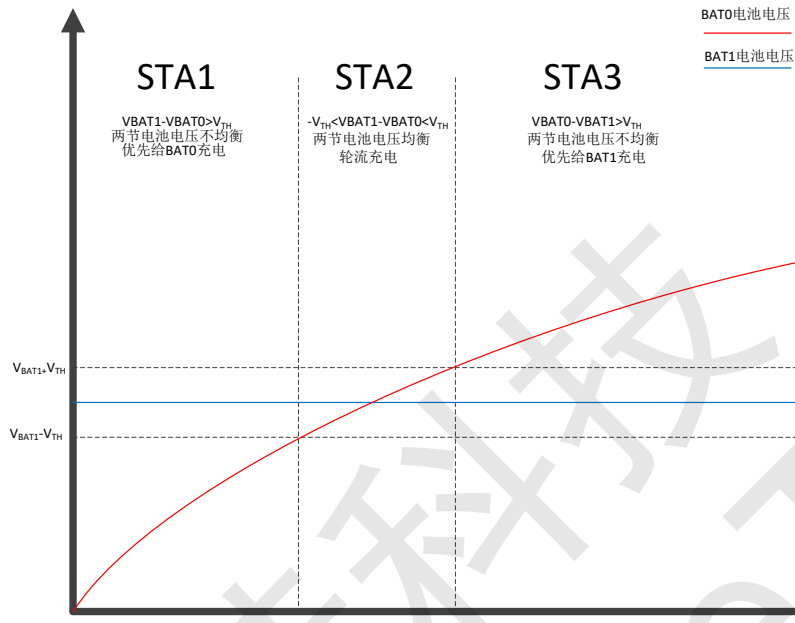 BAT0电池电压
BAT1电池电压
STA1
STA2
STA3
VBAT1-VBAT0>VTH
两节电池电压不均衡
优先给BAT0充电
-VTH<VBAT1-VBAT0<VTH
两节电池电压均衡
轮流充电
VBAT0-VBAT1>VTH
两节电池电压不均衡
优先给BAT1充电
VBAT1+VTH
VBAT1-VTH
科技